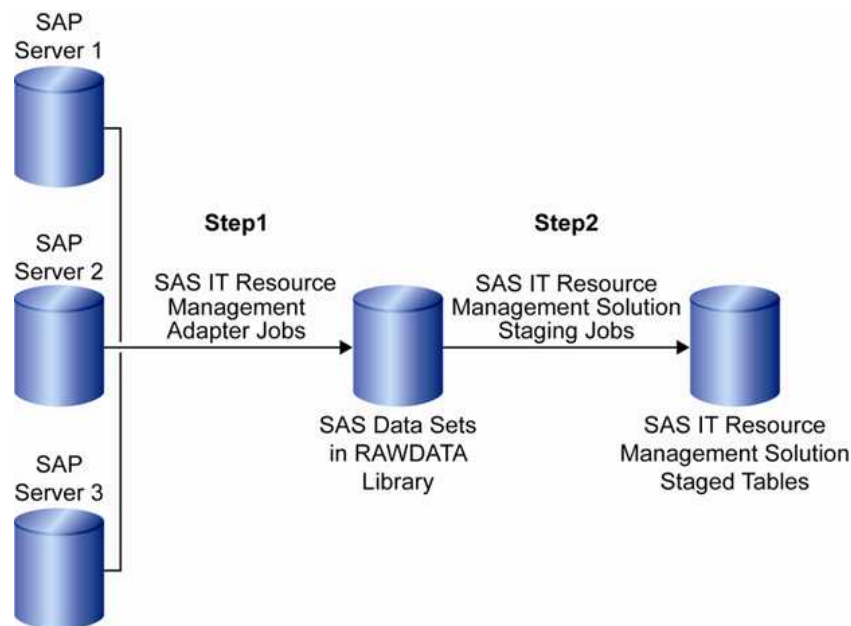 SAP
Server 1
SAP
Server 2
SAP
Server 3
Step1
SAS IT Resource
Management
Adapter Jobs
SAS Data Sets
in RAWDATA
Library
Step2
SAS IT Resource
Management Solution
Staging Jobs
SAS IT Resource
Management Solution
Staged Tables